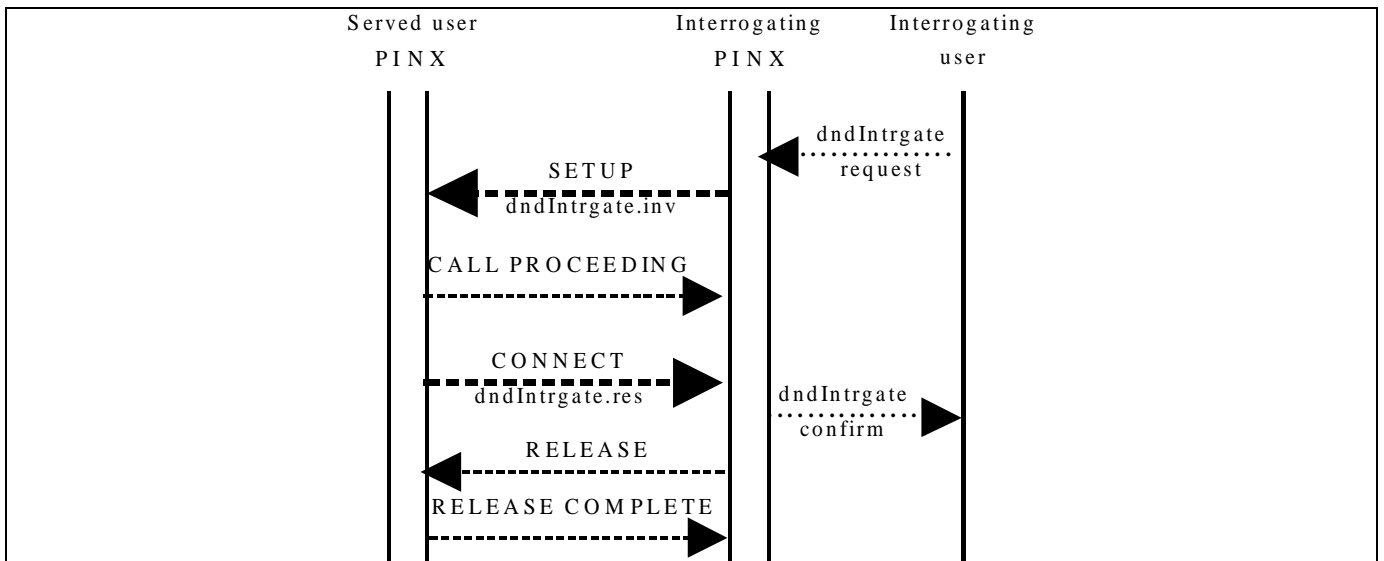 Served user Interrogating Interrogating
PINX PINX user
dndIntrgate
request
SETUP
dndIntrgate.inv
CALL PROCEEDING
CONNECT
dndIntrgate.res
dndIntrgate
confirm
RELEASE
RELEASE COMPLETE